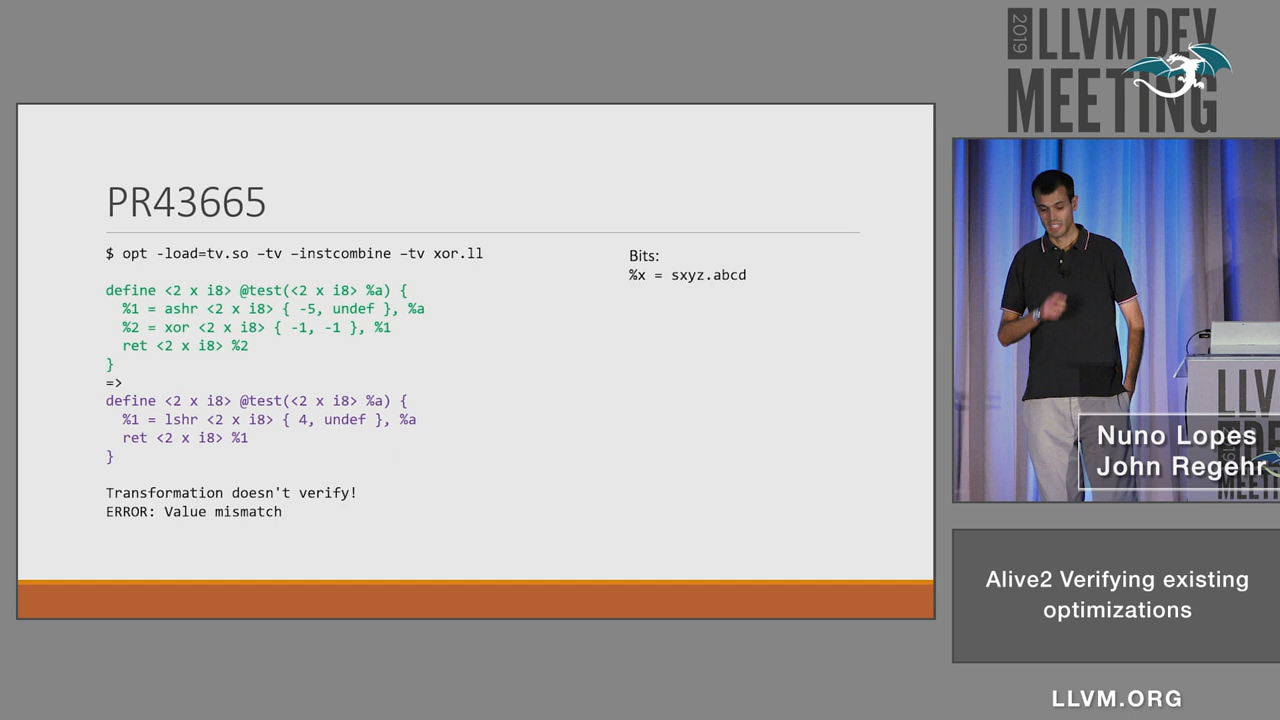 2019 LLVM DEV
MEETING
PR43665
$ opt -load=tv.so –tv –instcombine –tv xor.ll
define <2 x i8> @test(<2 x i8> %a) {
%1 = ashr <2 x i8> { -5, undef }, %a
%2 = xor <2 x i8> { -1, -1 }, %1
ret <2 x i8> %2
}
=>
define <2 x i8> @test(<2 x i8> %a) {
%1 = lshr <2 x i8> { 4, undef }, %a
ret <2 x i8> %1
}
Transformation doesn't verify!
ERROR: Value mismatch
Bits:
%x = sxyz.abcd
LLV
Nuno Lopes
John Regehr
MEETI
Alive2 Verifying existing
optimizations
LLVM.ORG